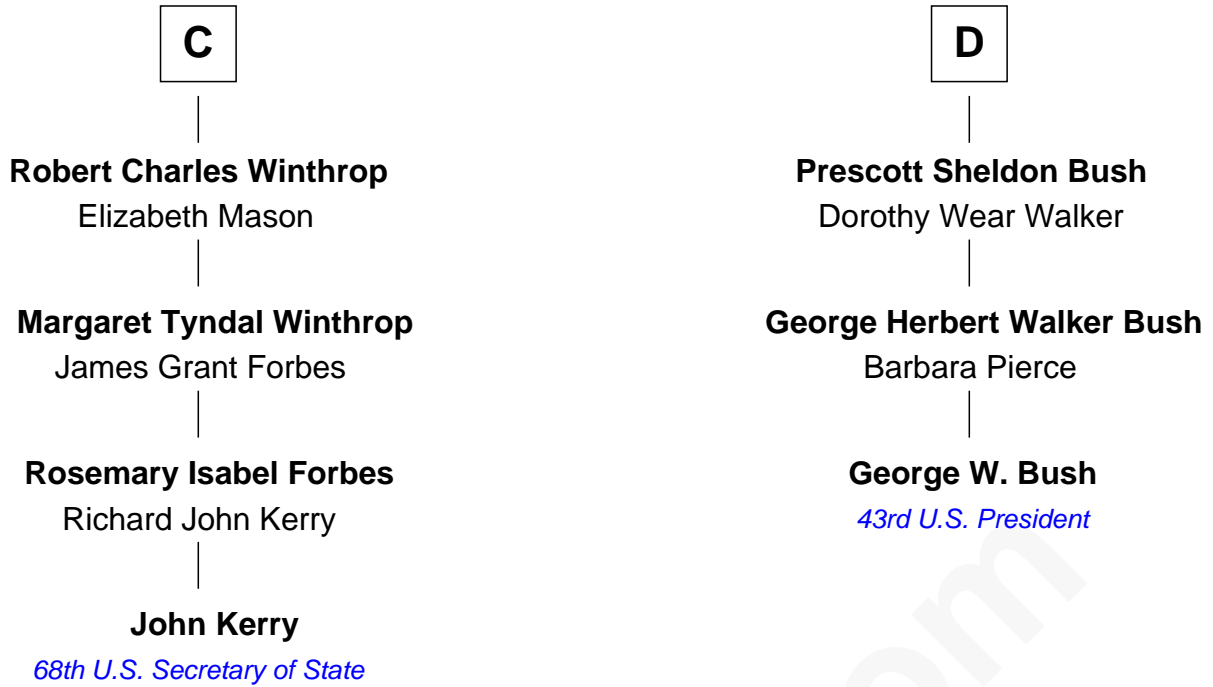 C
Robert Charles Winthrop
Elizabeth Mason
Margaret Tyndal Winthrop
James Grant Forbes
Rosemary Isabel Forbes
Richard John Kerry
John Kerry
68th U.S. Secretary of State
D
Prescott Sheldon Bush
Dorothy Wear Walker
George Herbert Walker Bush
Barbara Pierce
George W. Bush
43rd U.S. President
om